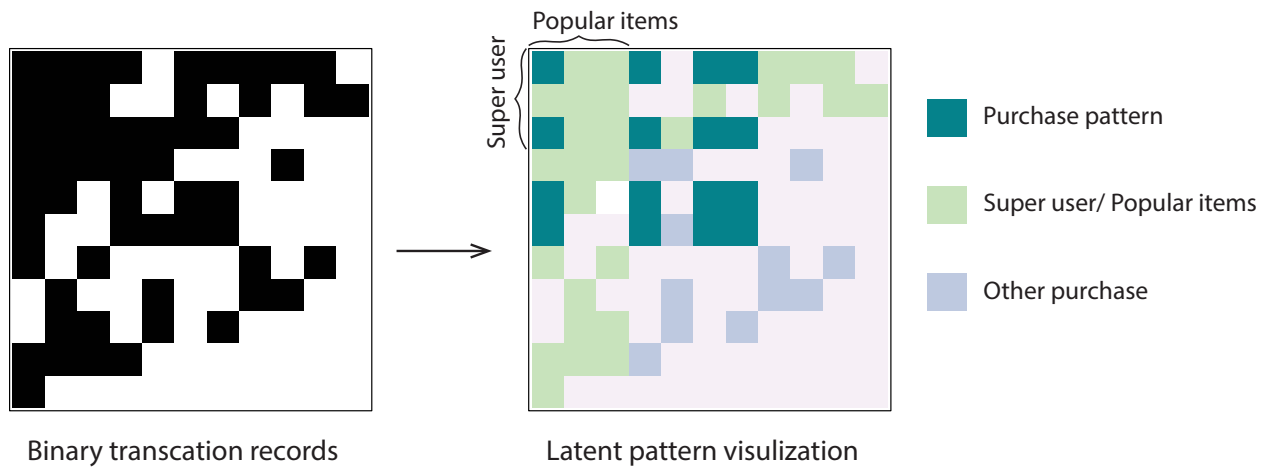 Popular items
Super user
Purchase pattern
Super user/ Popular items
Other purchase
Binary transcation records
Latent pattern visulization